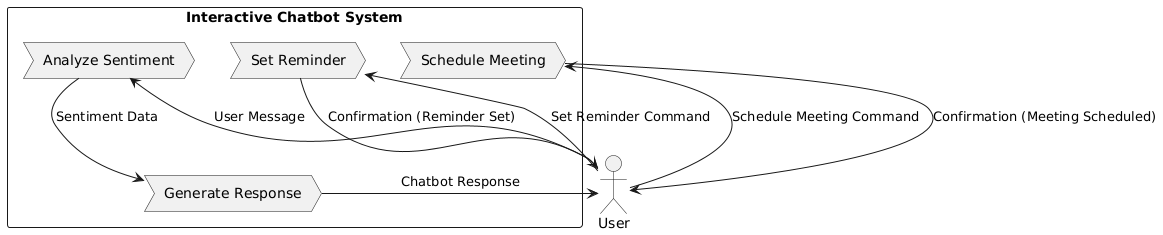 Interactive Chatbot System
Analyze Sentiment
Set Reminder
Schedule Meeting
Sentiment Data
User Message
Confirmation (Reminder Set)
Set Reminder Command
Schedule Meeting Command
Confirmation (Meeting Scheduled)
Generate Response
Chatbot Response
User